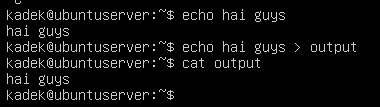 kadek@ubuntuserver:~$ echo hai guys
hai guys
kadek@ubuntuserver:~$ echo hai guys > output
kadek@ubuntuserver:~$ cat output
hai guys
kadek@ubuntuserver:~$